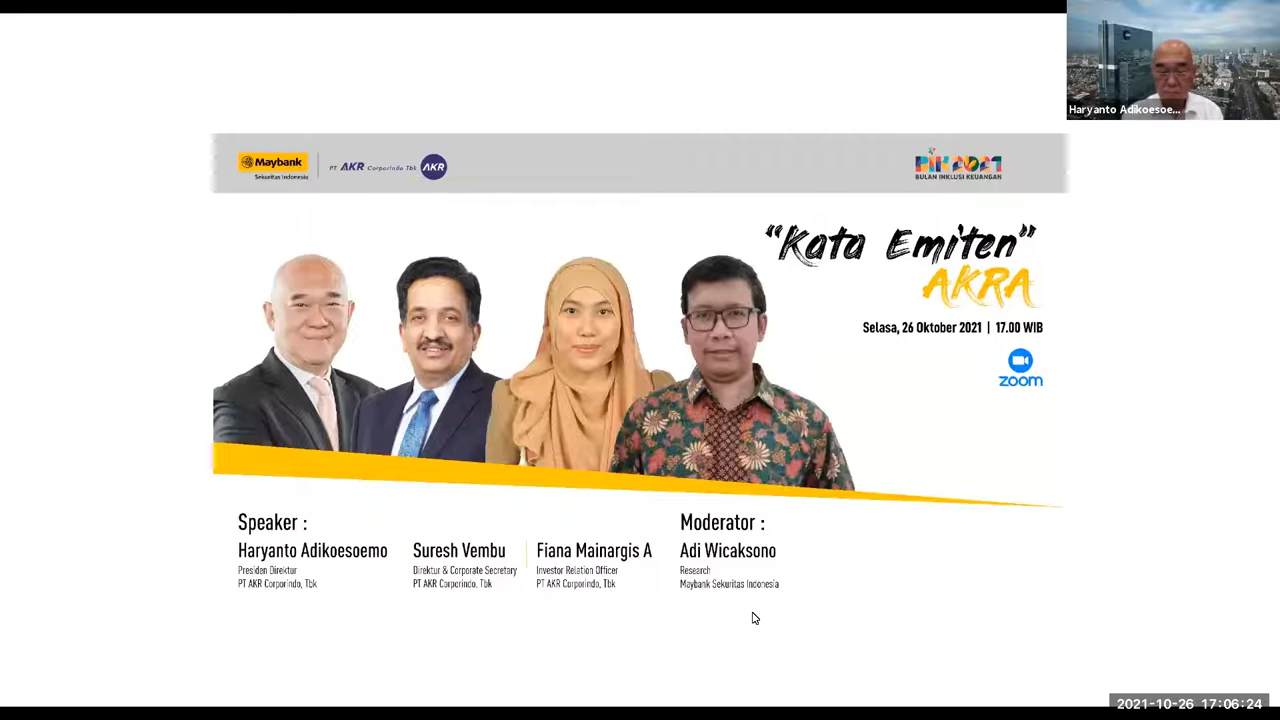 Haryanto Adikoesoe...
Maybank
Sekuritas Indonesia
PT AKR Corporindo Tbk
AKR
BULAN INKLUSI KEUANGAN
“Kata Emiten”
AKRA
Selasa, 26 Oktober 2021 | 17.00 WIB
zoom
Speaker :
Haryanto Adikoesoemo
Presiden Direktur
PT AKR Corporindo, Tbk
Suresh Vembu
Direktur & Corporate Secretary
PT AKR Corporindo, Tbk
Fiana Mainargis A
Investor Relation Officer
PT AKR Corporindo, Tbk
Moderator :
Adi Wicaksono
Research
Maybank Sekuritas Indonesia
2021-10-26 17:06:24